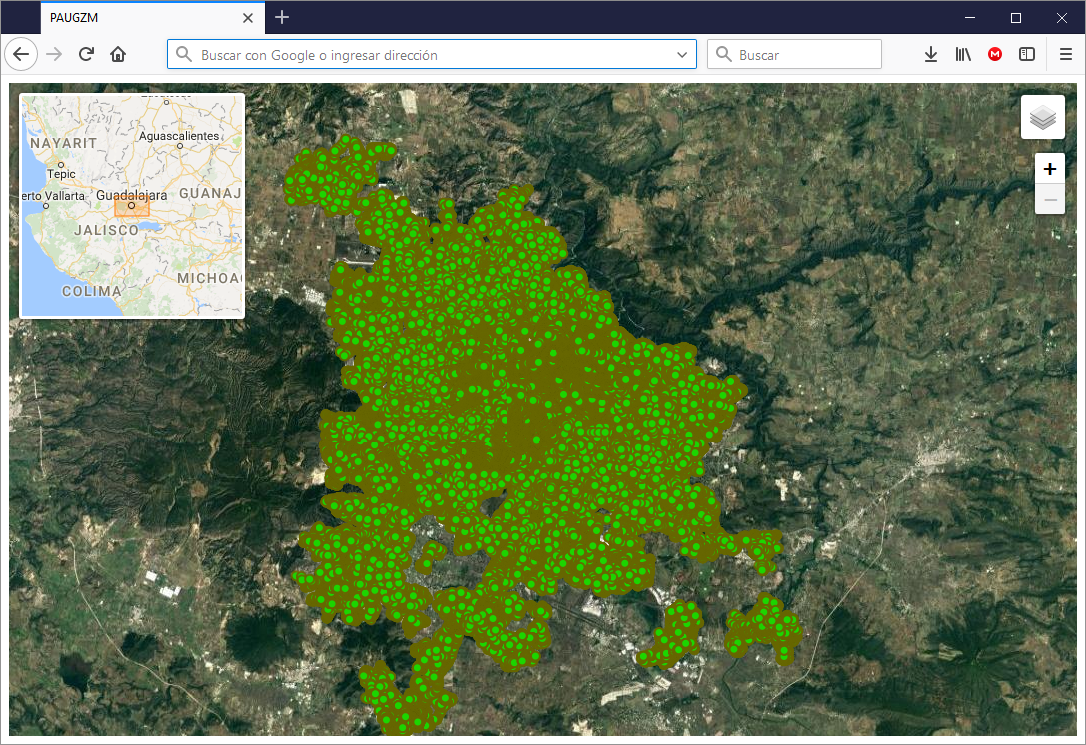 PAUGZM
Buscar con Google o ingresar dirección
Buscar
NAYARIT
Aguascalientes
Tepic
erto Vallarta
Guadalajara
GUANAJ
JALISCO
MICHOA
COLIMA
+
−